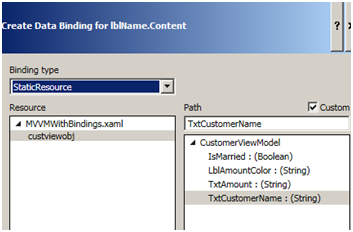 Create Data Binding for lblName.Content
?
Binding type
StaticResource
Resource
Path
Custom
TxtCustomerName
MVVMWithBindings.xaml
custviewobj
CustomerViewModel
IsMarried : (Boolean)
LblAmountColor : (String)
TxtAmount : (String)
TxtCustomerName : (String)